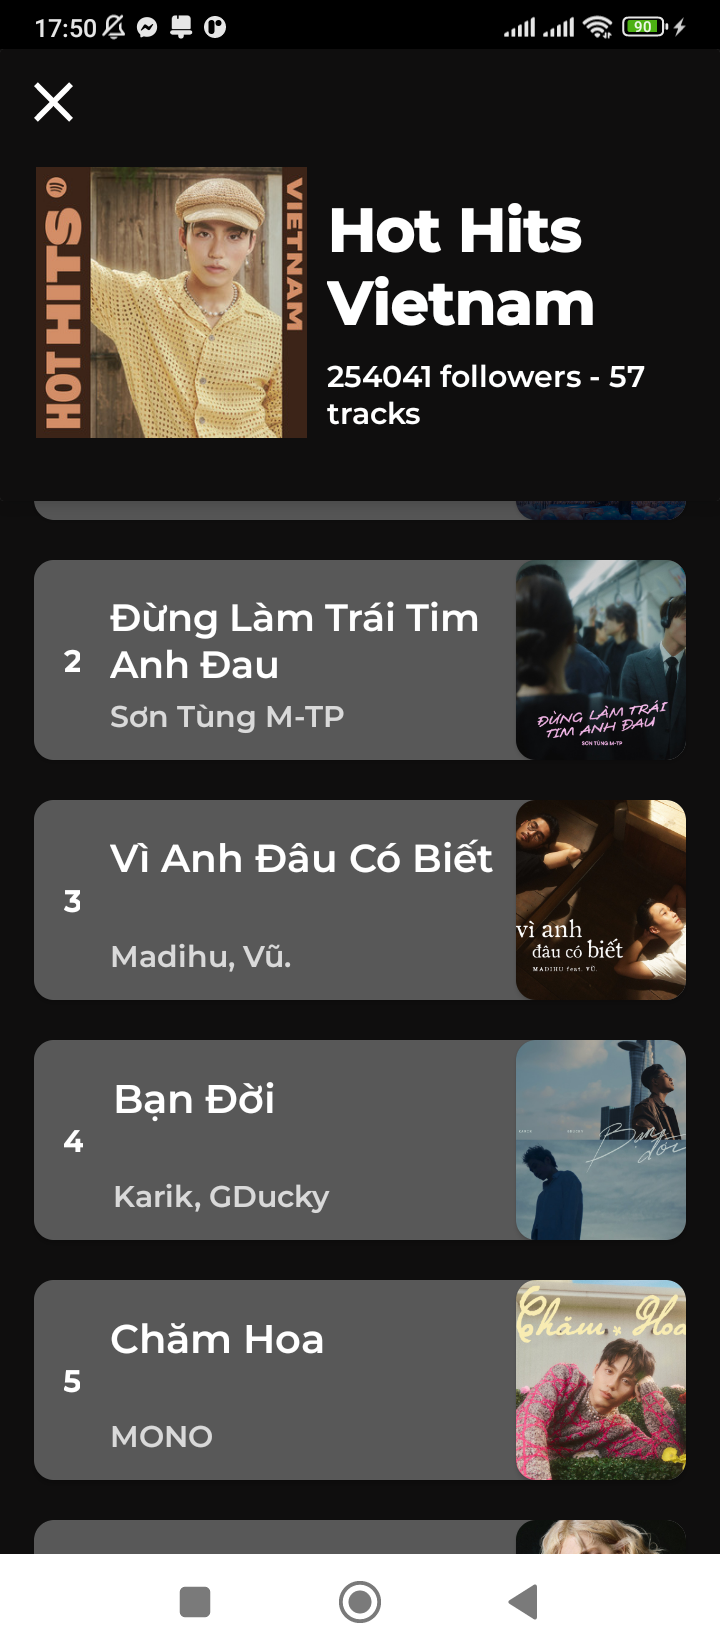 17:50
90
HOT HITS
VIETNAM
Hot Hits
Vietnam
254041 followers - 57
tracks
2
Đừng Làm Trái Tim
Anh Đau
Sơn Tùng M-TP
ĐỪNG LÀM TRÁI
TIM ANH ĐAU
SƠN TÙNG M-TP
3
Vì Anh Đâu Có Biết
Madihu, Vũ.
vì anh
đâu có biết
MADIHU feat. VŨ.
4
Bạn Đời
Karik, GDucky
Bạn
đời
5
Chăm Hoa
MONO
Chăm Hoa